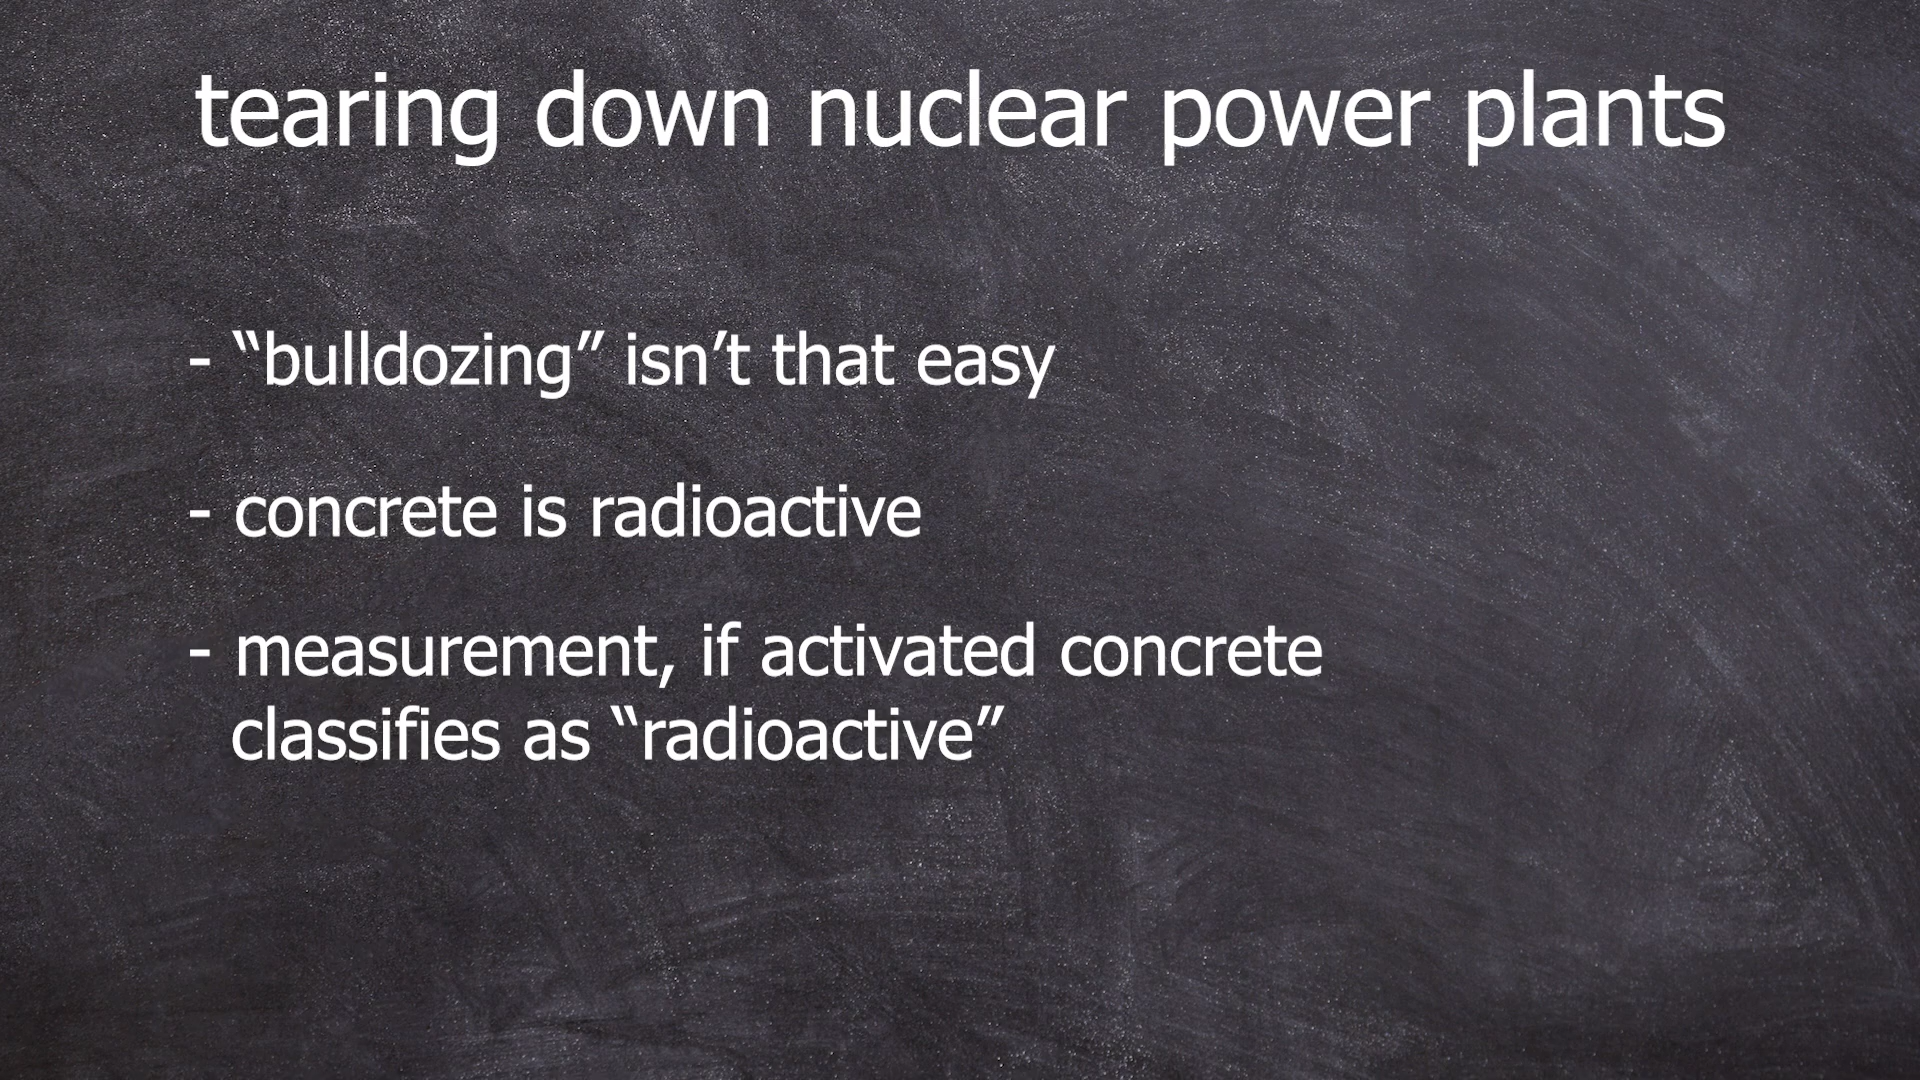 tearing down nuclear power plants
- “bulldozing” isn’t that easy
- concrete is radioactive
- measurement, if activated concrete
classifies as “radioactive”